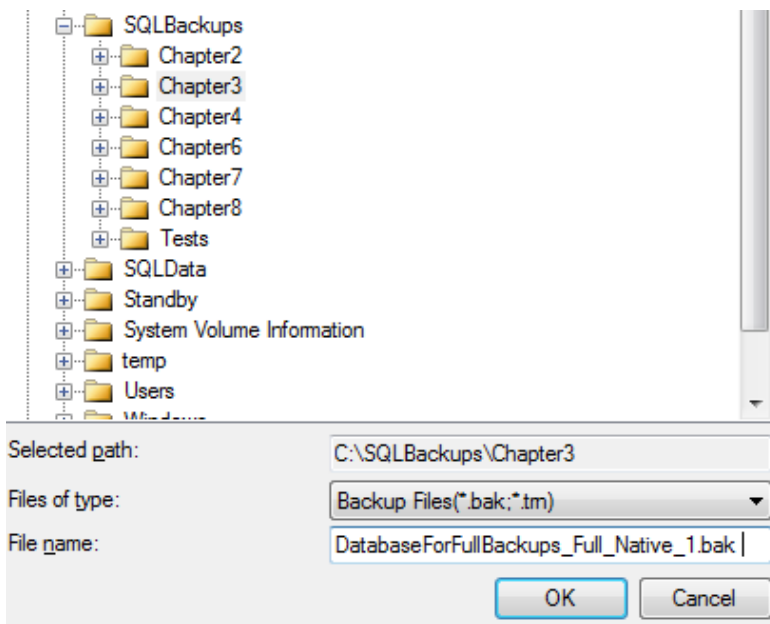 SQLBackups
Chapter2
Chapter3
Chapter4
Chapter6
Chapter7
Chapter8
Tests
SQLData
Standby
System Volume Information
temp
Users
Windows
Selected path: C:\SQLBackups\Chapter3
Files of type: Backup Files(*.bak;*.trn)
File name: DatabaseForFullBackups_Full_Native_1.bak
OK Cancel